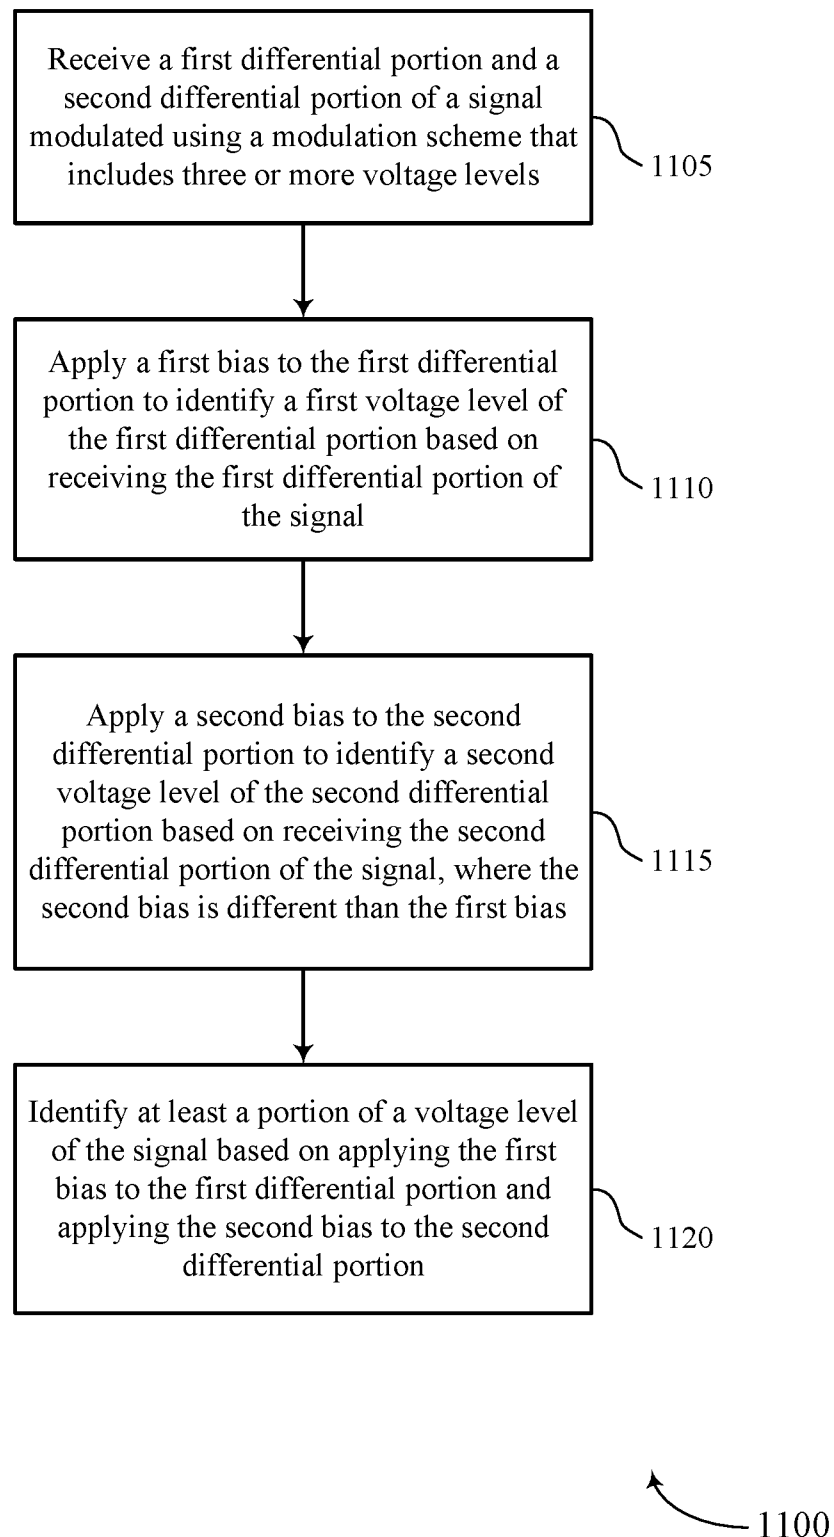 Receive a first differential portion and a
second differential portion of a signal
modulated using a modulation scheme that
includes three or more voltage levels
1105
Apply a first bias to the first differential
portion to identify a first voltage level of
the first differential portion based on
receiving the first differential portion of
the signal
1110
Apply a second bias to the second
differential portion to identify a second
voltage level of the second differential
portion based on receiving the second
differential portion of the signal, where the
second bias is different than the first bias
1115
Identify at least a portion of a voltage level
of the signal based on applying the first
bias to the first differential portion and
applying the second bias to the second
differential portion
1120
1100